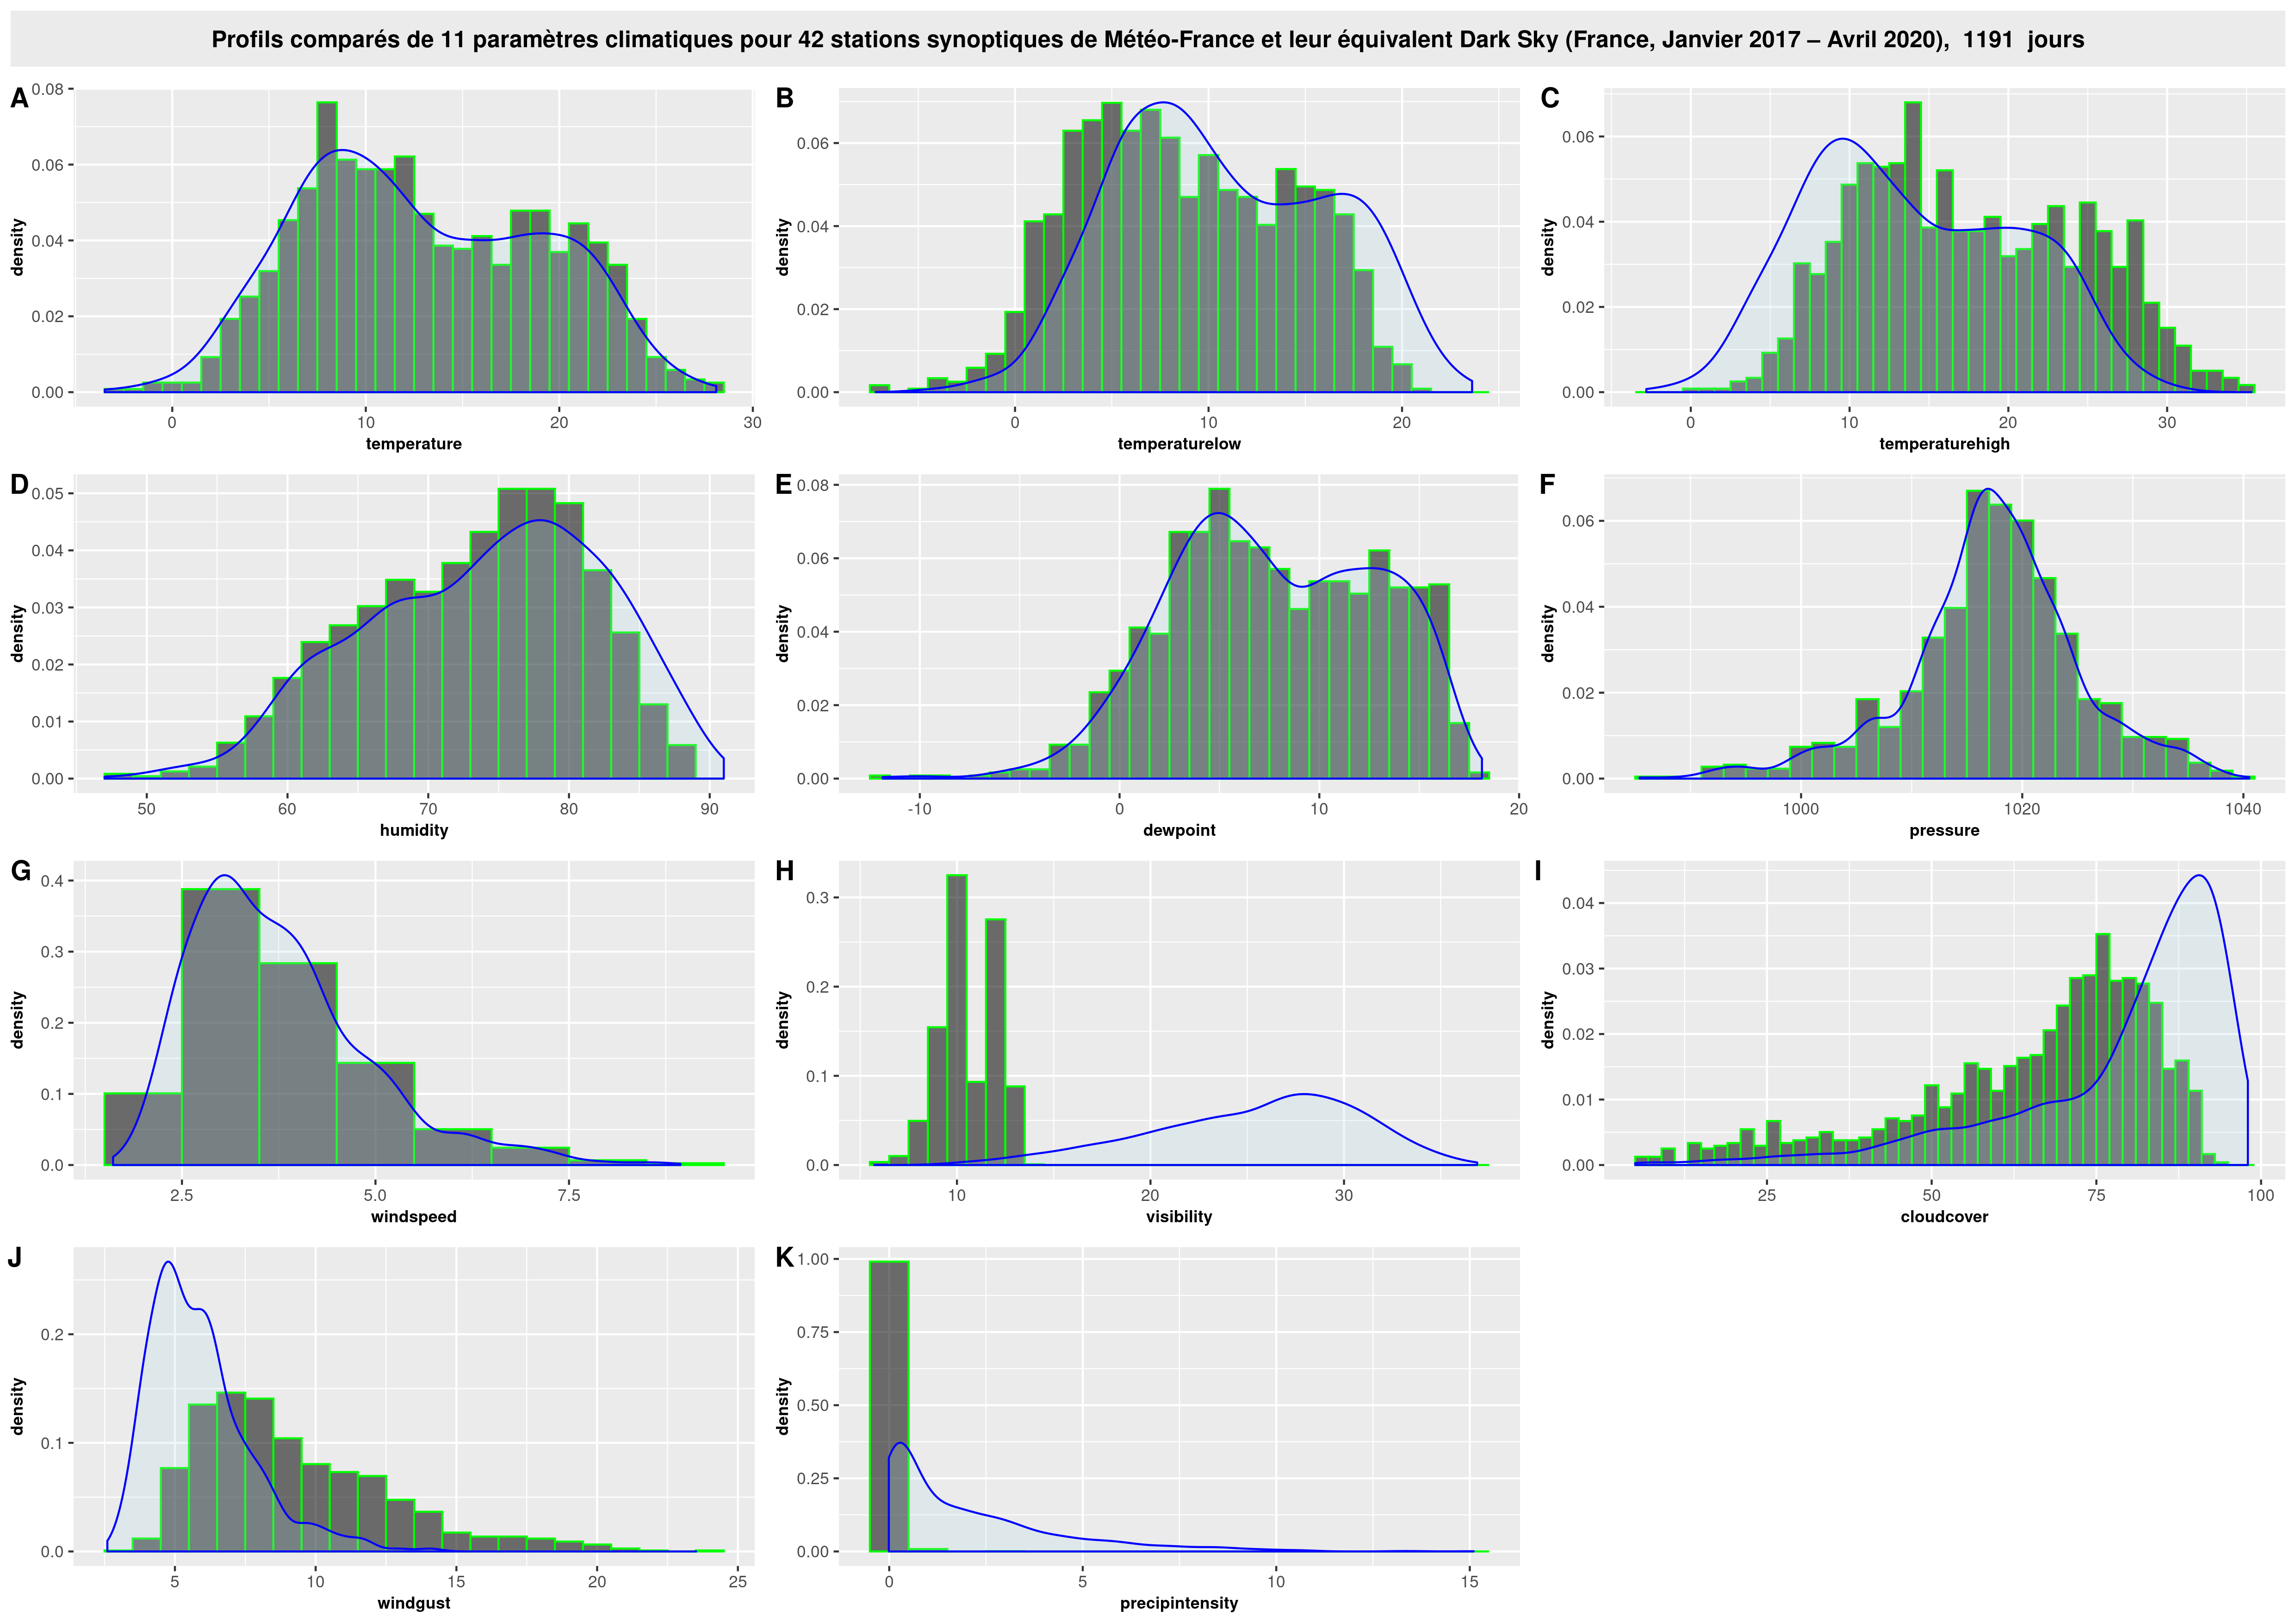 Profils comparés de 11 paramètres climatiques pour 42 stations synoptiques de Météo-France et leur équivalent Dark Sky (France, Janvier 2017 – Avril 2020), 1191 jours
A
density
0.08
0.06
0.04
0.02
0.00
0 10 20 30
temperature
B
density
0.06
0.04
0.02
0.00
0 10 20
temperaturelow
C
density
0.06
0.04
0.02
0.00
0 10 20 30
temperaturehigh
D
density
0.05
0.04
0.03
0.02
0.01
0.00
50 60 70 80 90
humidity
E
density
0.08
0.06
0.04
0.02
0.00
-10 0 10 20
dewpoint
F
density
0.06
0.04
0.02
0.00
1000 1020 1040
pressure
G
density
0.4
0.3
0.2
0.1
0.0
2.5 5.0 7.5
windspeed
H
density
0.3
0.2
0.1
0.0
10 20 30
visibility
I
density
0.04
0.03
0.02
0.01
0.00
25 50 75 100
cloudcover
J
density
0.2
0.1
0.0
5 10 15 20 25
windgust
K
density
1.00
0.75
0.50
0.25
0.00
0 5 10 15
precipintensity